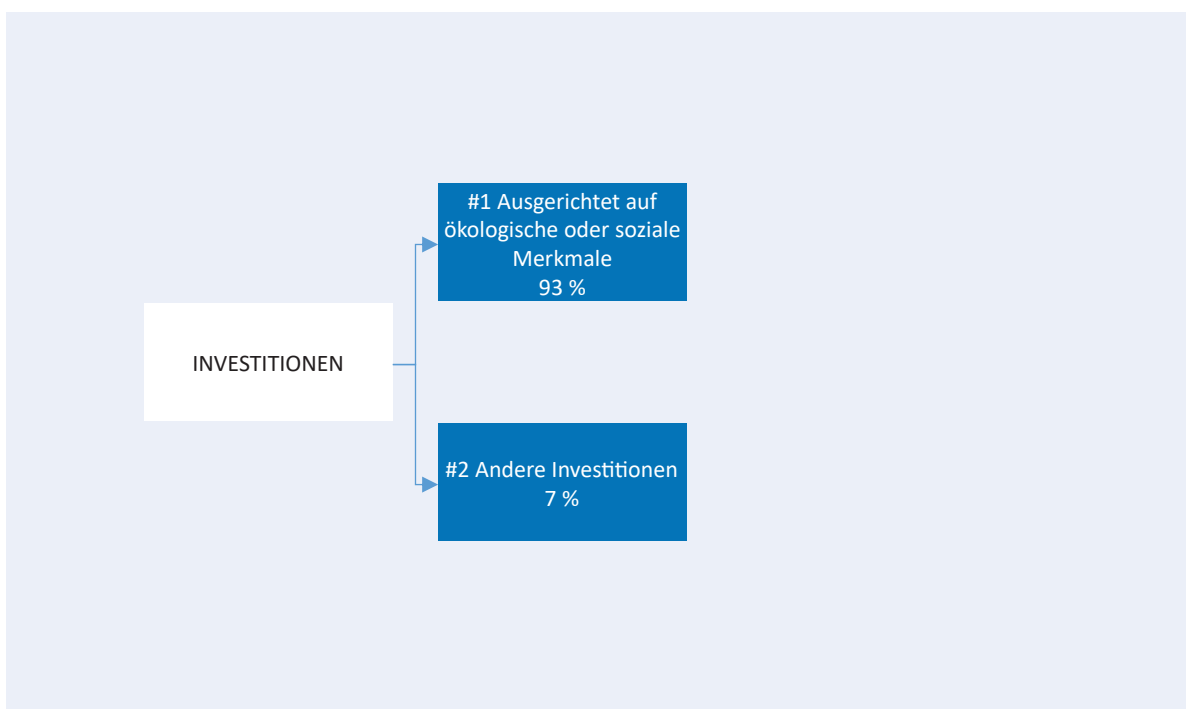 #1 Ausgerichtet auf
ökologische oder soziale
Merkmale
93 %
INVESTITIONEN
#2 Andere Investitionen
7 %